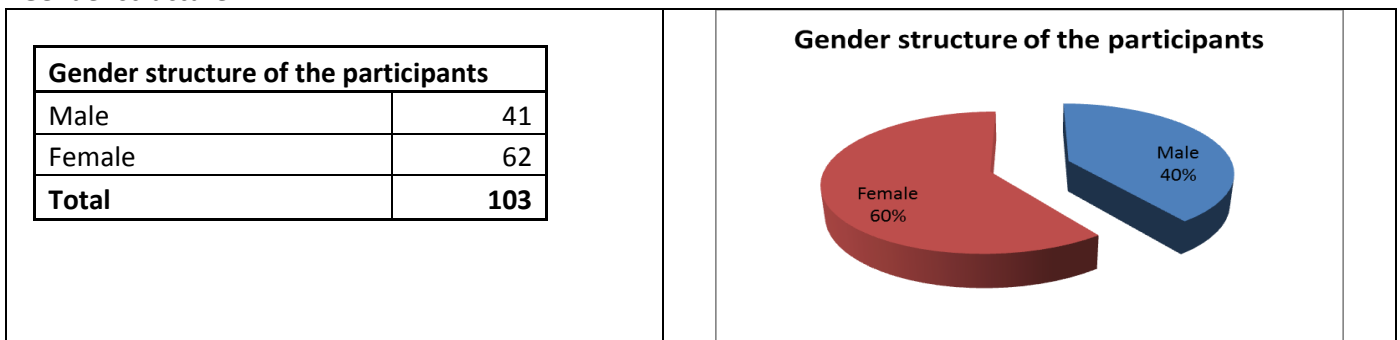 Gender structure of the participants
Male 41
Female 62
Total 103
Gender structure of the participants
Male
40%
Female
60%